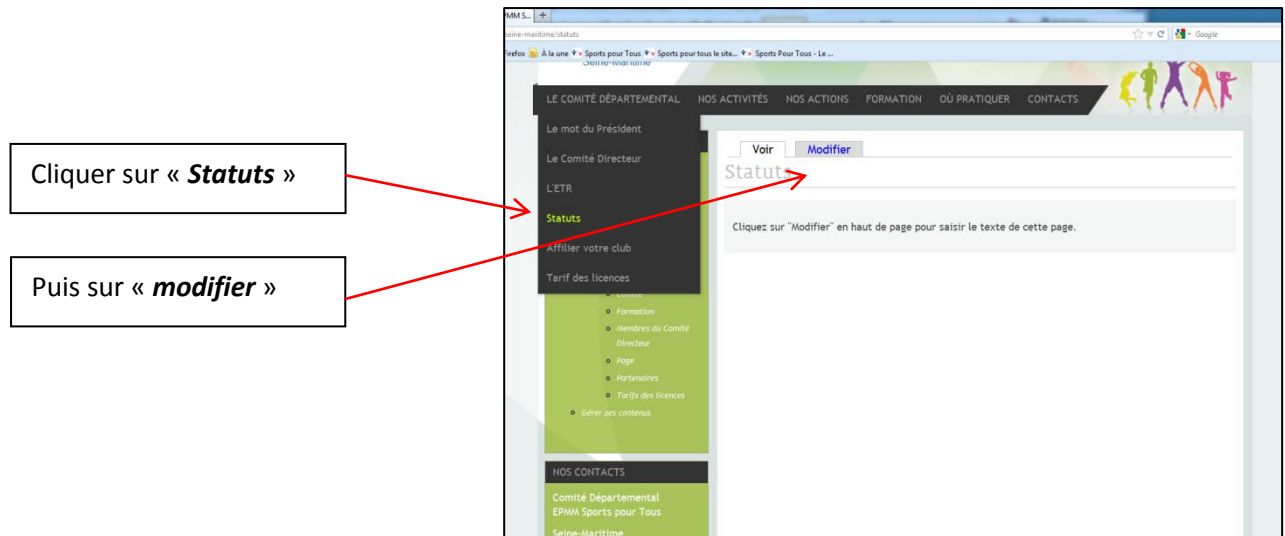 MM S...
seine-maritime/statuts
Google
Firefox À la une Sports pour Tous Sports pour tous le site... Sports Pour Tous - Le ...
Seine-Maritime
LE COMITÉ DÉPARTEMENTAL NOS ACTIVITÉS NOS ACTIONS FORMATION OÙ PRATIQUER CONTACTS
Le mot du Président
Le Comité Directeur
L'ETR
Statuts
Affilier votre club
Tarif des licences
Cliquer sur « Statuts »
Puis sur « modifier »
Voir Modifier
Statuts
Cliquez sur "Modifier" en haut de page pour saisir le texte de cette page.
Comité
Formation
Membres du Comité
Directeur
Page
Partenaires
Tarifs des licences
Gérer ses contenus
NOS CONTACTS
Comité Départemental
EPMM Sports pour Tous
Seine-Maritime